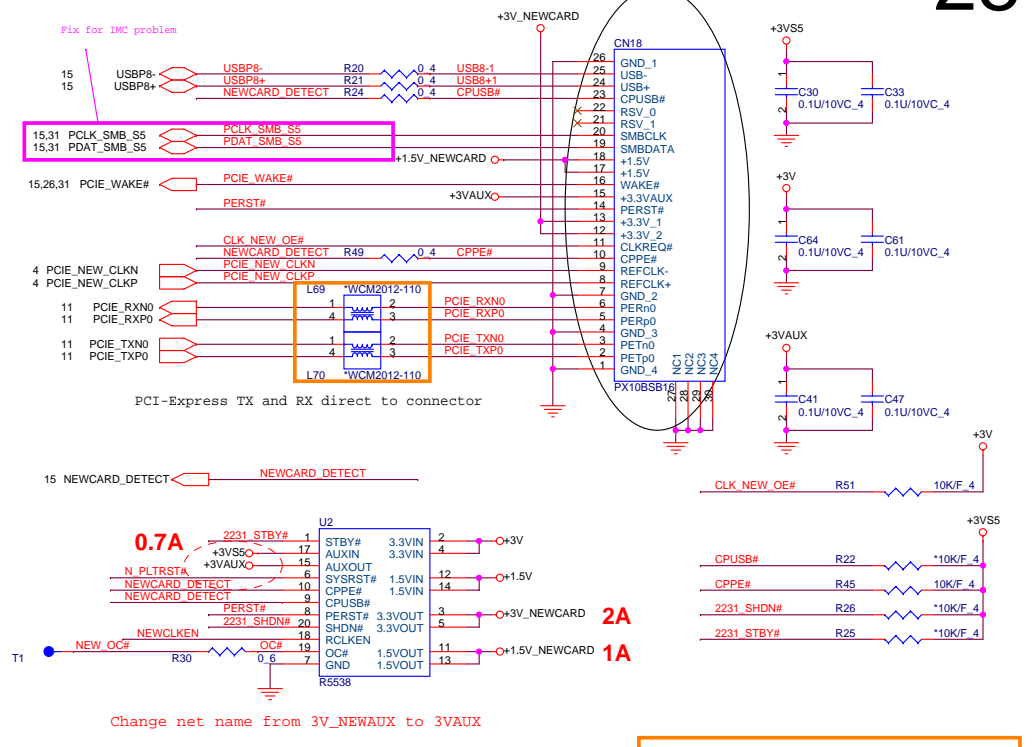 +3V_NEWCARD
Fix for IMC problem
CN18
+3VS5
15 USBP8- USBP8- R20 0_4 USB8-1 26 GND_1
15 USBP8+ USBP8+ R21 0_4 USB8+1 25 USB-
NEWCARD_DETECT R24 0_4 CPUSB# 24 USB+
23 CPUSB#
22 RSV_0
21 RSV_1
15,31 PCLK_SMB_S5 PCLK_SMB_S5 20 SMBCLK
15,31 PDAT_SMB_S5 PDAT_SMB_S5 19 SMBDATA
+1.5V_NEWCARD 18 +1.5V
17 +1.5V
15,26,31 PCIE_WAKE# PCIE_WAKE# 16 WAKE#
+3VAUX 15 +3.3VAUX
PERST# 14 PERST#
13 +3.3V_1
12 +3.3V_2
CLK_NEW_OE# 11 CLKREQ#
NEWCARD_DETECT R49 0_4 CPPE# 10 CPPE#
4 PCIE_NEW_CLKN PCIE_NEW_CLKN 9 REFCLK-
4 PCIE_NEW_CLKP PCIE_NEW_CLKP 8 REFCLK+
L69 *WCM2012-110 7 GND_2
11 PCIE_RXN0 1 2 PCIE_RXN0 6 PERn0
11 PCIE_RXP0 4 3 PCIE_RXP0 5 PERp0
4 GND_3
11 PCIE_TXN0 1 2 PCIE_TXN0 3 PETn0
11 PCIE_TXP0 4 3 PCIE_TXP0 2 PETp0
1 GND_4
L70 *WCM2012-110
PX10BSB16
NC1 NC2 NC3 NC4
27 28 29 30
PCI-Express TX and RX direct to connector
1 2 C30 0.1U/10VC_4
C33 0.1U/10VC_4
+3V
1 2 C64 0.1U/10VC_4
C61 0.1U/10VC_4
+3VAUX
1 2 C41 0.1U/10VC_4
C47 0.1U/10VC_4
15 NEWCARD_DETECT NEWCARD_DETECT
+3V
CLK_NEW_OE# R51 10K/F_4
+3VS5
CPUSB# R22 *10K/F_4
CPPE# R45 10K/F_4
2231_SHDN# R26 *10K/F_4
2231_STBY# R25 *10K/F_4
U2
0.7A
2231_STBY# 1 STBY# 3.3VIN 2 +3V
+3VS5 17 AUXIN 3.3VIN 4
+3VAUX 15 AUXOUT
N_PLTRST# 6 SYSRST# 1.5VIN 12 +1.5V
NEWCARD_DETECT 10 CPPE# 1.5VIN 14
NEWCARD_DETECT 9 CPUSB#
PERST# 8 PERST# 3.3VOUT 3 +3V_NEWCARD 2A
2231_SHDN# 20 SHDN# 3.3VOUT 5
NEWCLKEN 18 RCLKEN
T1 NEW_OC# R30 0_6 OC# 19 OC# 1.5VOUT 11 +1.5V_NEWCARD 1A
7 GND 1.5VOUT 13
R5538
Change net name from 3V_NEWAUX to 3VAUX